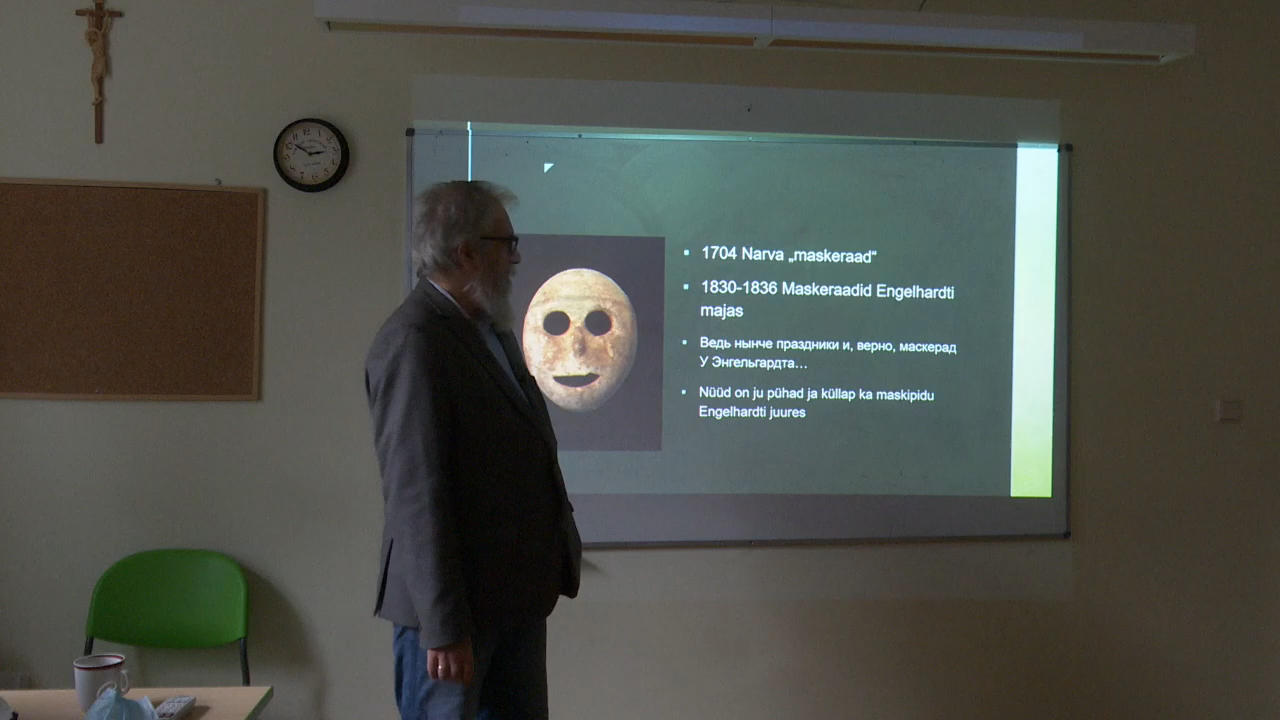 1704 Narva „maskeraad“
1830-1836 Maskeraadid Engelhardti
majas
Ведь нынче праздники и, верно, маскерад
У Энгельгардта…
Nüüd on ju pühad ja küllap ka maskipidu
Engelhardti juures